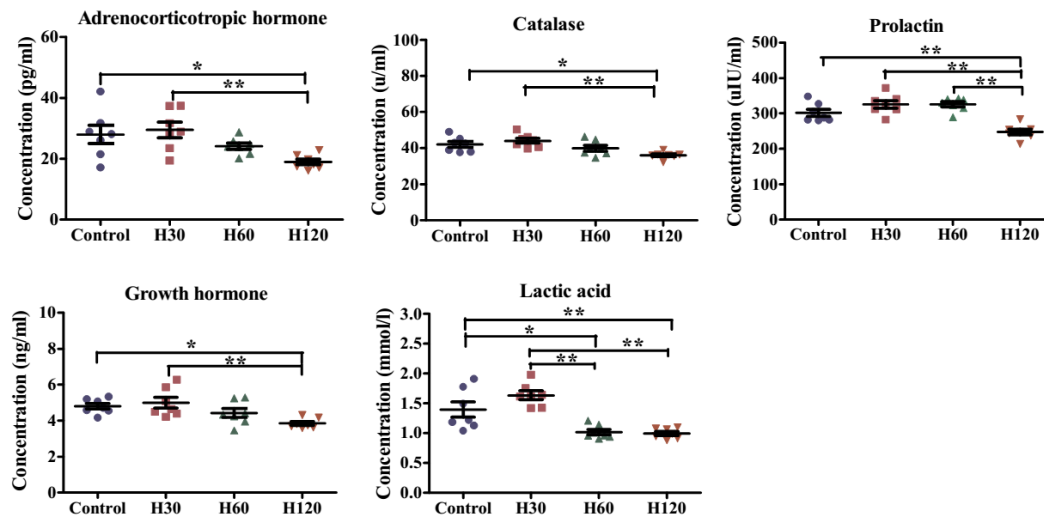 Adrenocorticotropic hormone
Concentration (pg/ml)
60
40
20
0
*
**
Control H30 H60 H120
Catalase
Concentration (u/ml)
100
80
60
40
20
0
*
**
Control H30 H60 H120
Prolactin
Concentration (uIU/ml)
500
400
300
200
100
0
**
**
**
Control H30 H60 H120
Growth hormone
Concentration (ng/ml)
10
8
6
4
2
0
*
**
Control H30 H60 H120
Lactic acid
Concentration (mmol/l)
3.0
2.5
2.0
1.5
1.0
0.5
0.0
**
*
**
**
Control H30 H60 H120